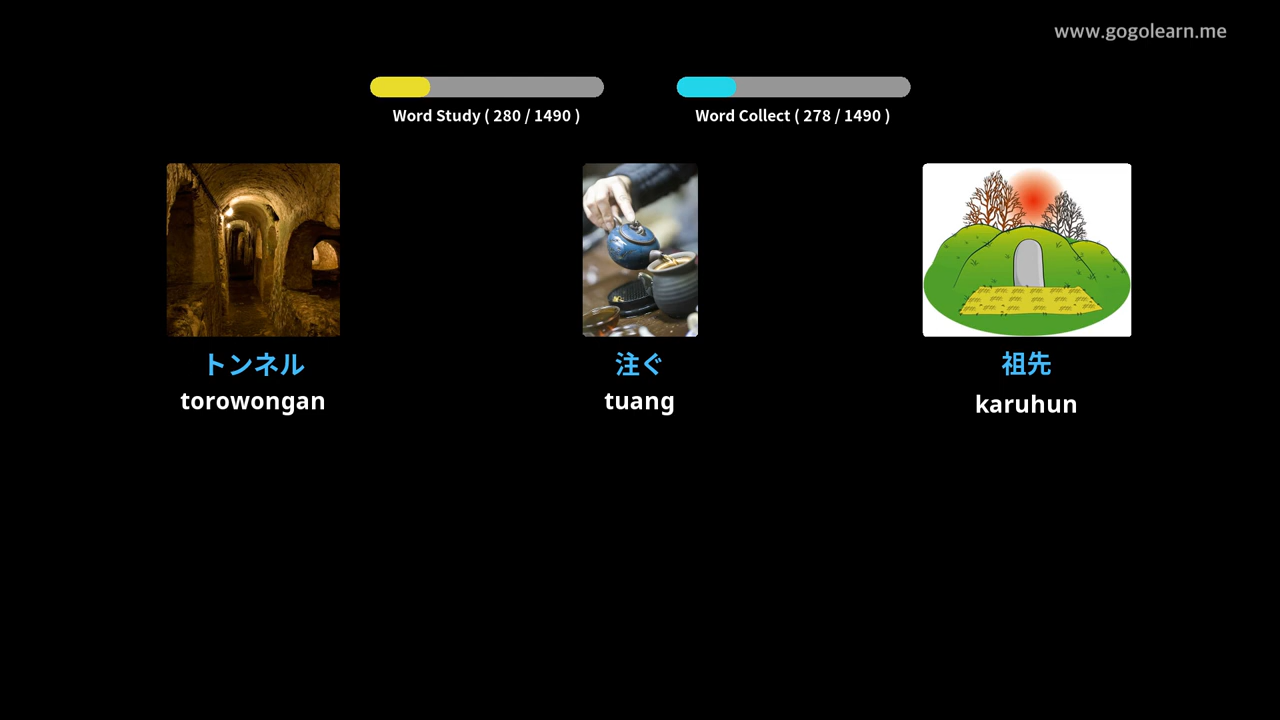 www.gogolearn.me
Word Study ( 280 / 1490 )
Word Collect ( 278 / 1490 )
トンネル
torowongan
注ぐ
tuang
祖先
karuhun